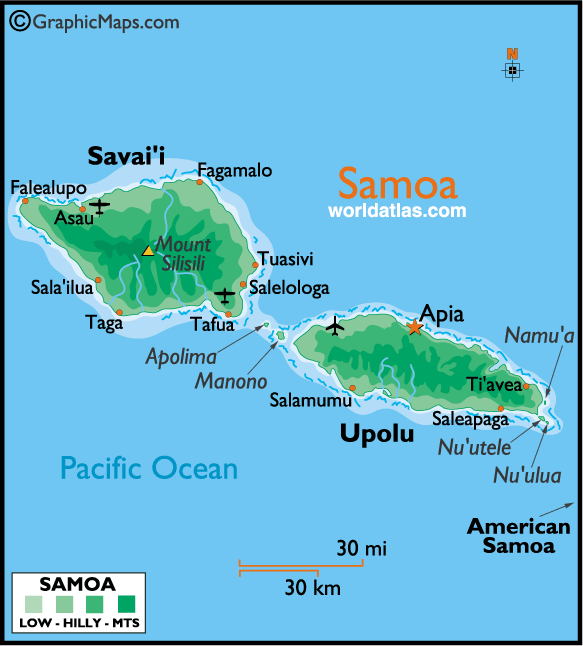 ©GraphicMaps.com
N
Savai'i
Fagamalo
Samoa
worldatlas.com
Falealupo
Asau
Mount
Silisili
Tuasivi
Sala'ilua
Salelologa
Taga
Tafua
Apia
Apolima
Namu'a
Manono
Ti'avea
Salamumu
Saleapaga
Upolu
Nu'utele
Nu'ulua
Pacific Ocean
American
Samoa
30 mi
30 km
SAMOA
LOW - HILLY - MTS